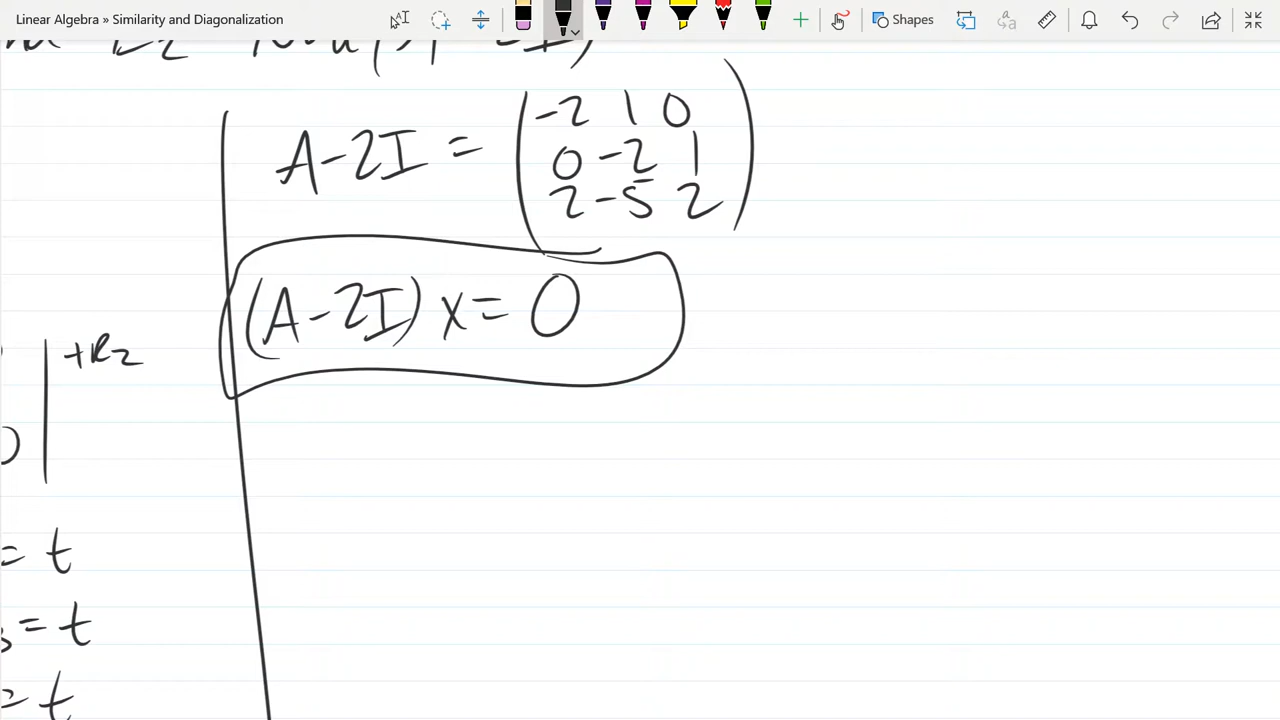 Linear Algebra » Similarity and Diagonalization
Shapes
A-2I =
-2 1 0
0 -2 1
2 -5 2
(A-2I) x = 0
+R2
= t
3 = t
= t